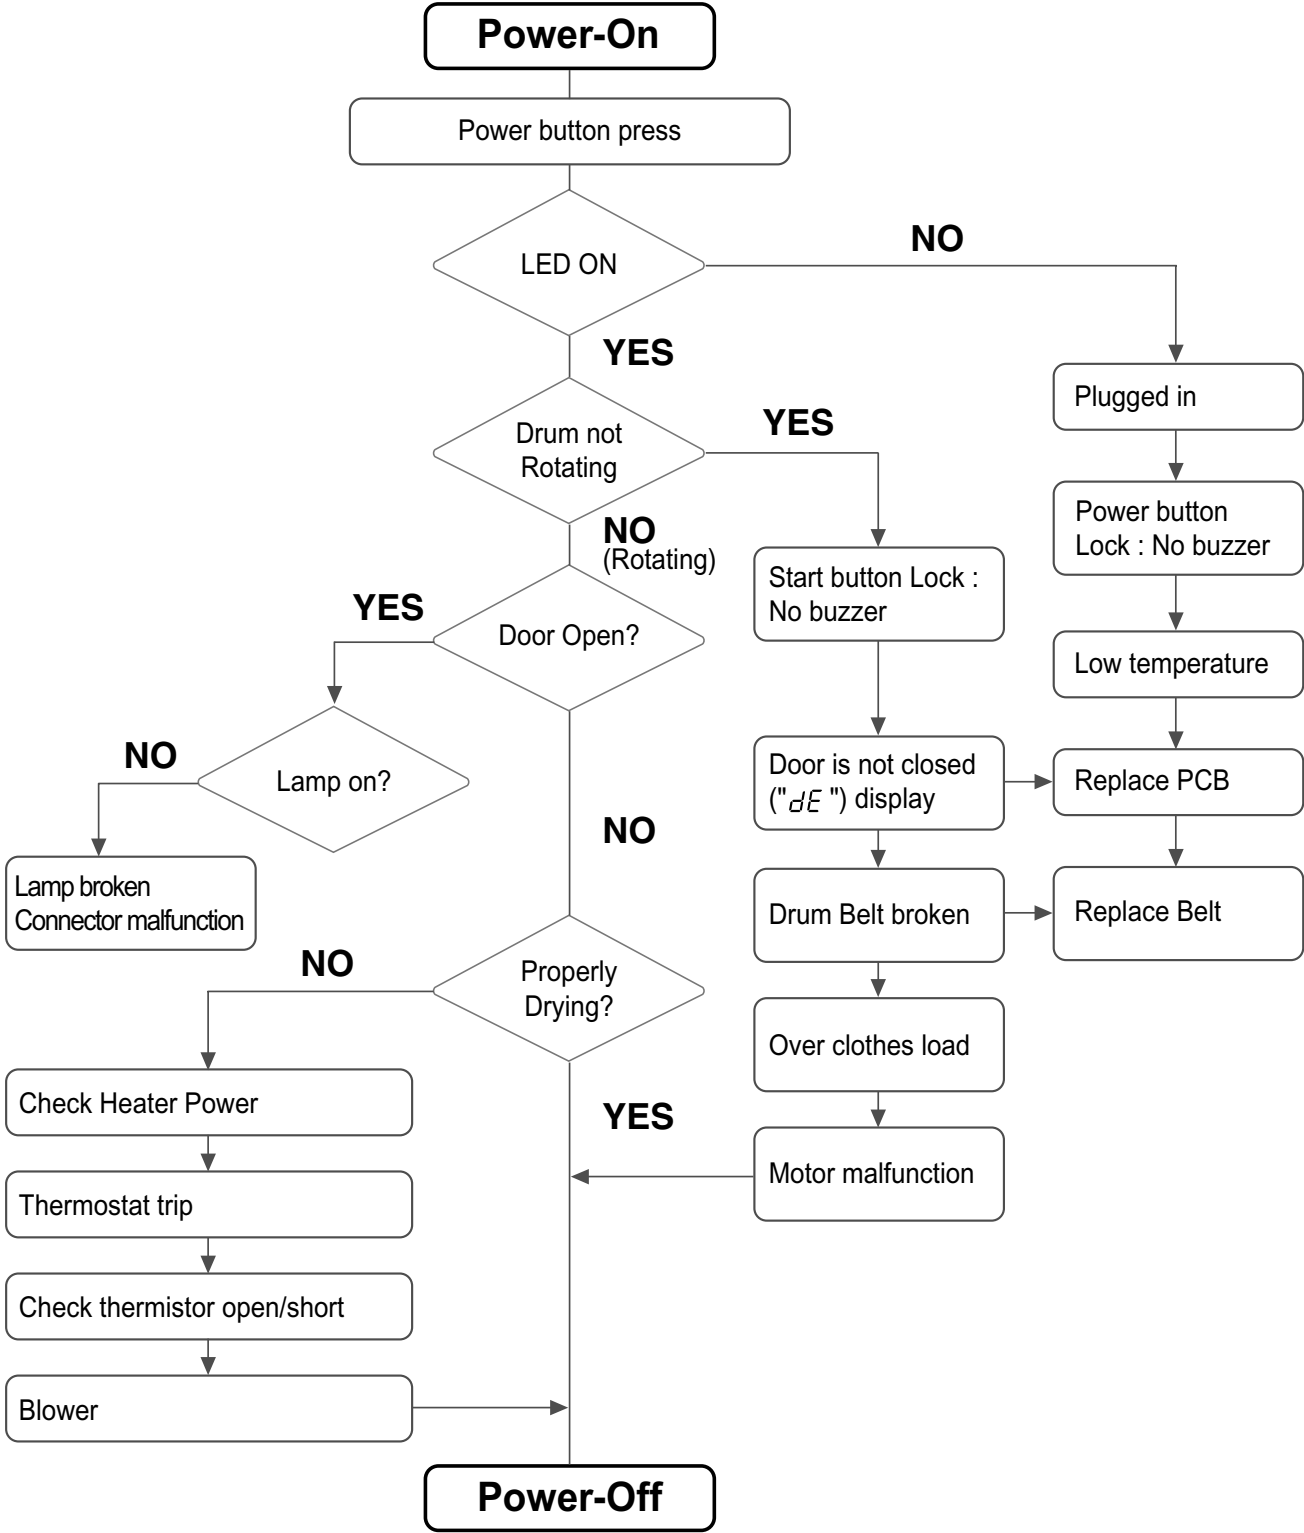 Power-On
Power button press
LED ON
NO
YES
Plugged in
Drum not
Rotating
YES
Power button
Lock : No buzzer
NO
(Rotating)
Start button Lock :
No buzzer
YES
Door Open?
Low temperature
NO
Lamp on?
Door is not closed
("dE ") display
Replace PCB
NO
Lamp broken
Connector malfunction
Drum Belt broken
Replace Belt
NO
Properly
Drying?
Over clothes load
Check Heater Power
YES
Motor malfunction
Thermostat trip
Check thermistor open/short
Blower
Power-Off